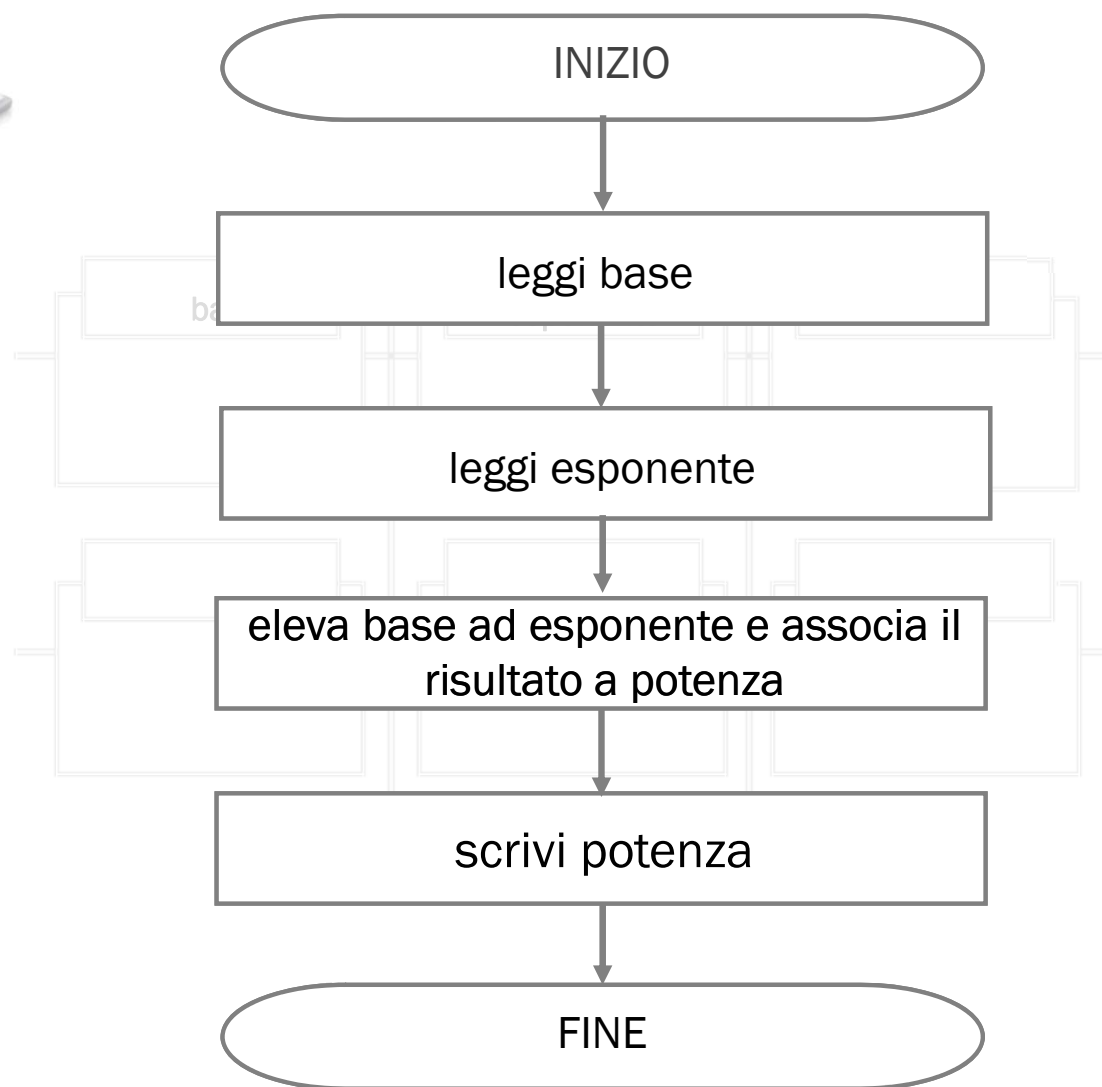 INIZIO
leggi base
leggi esponente
eleva base ad esponente e associa il
risultato a potenza
scrivi potenza
FINE